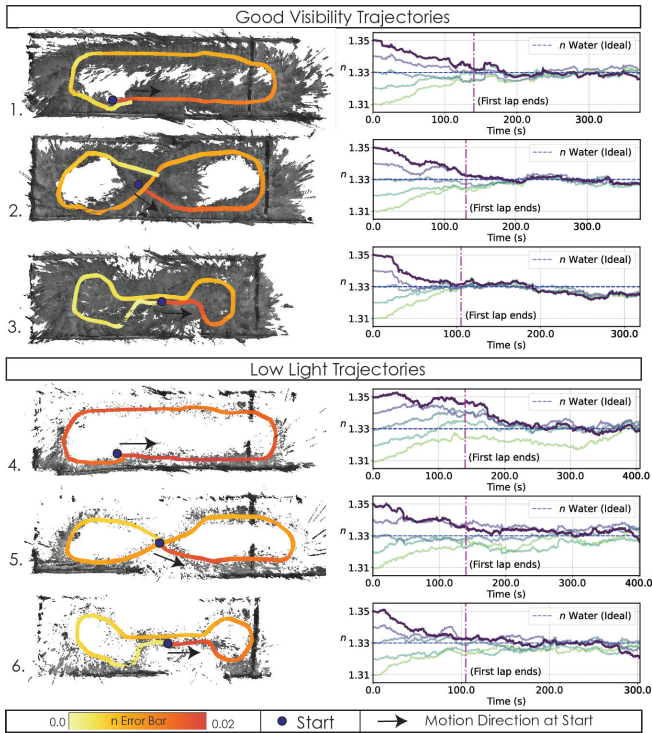 Good Visibility Trajectories
1.
1.35
n 1.33
1.31
n Water (Ideal)
(First lap ends)
0.0 100.0 200.0 300.0
Time (s)
2.
1.35
n 1.33
1.31
n Water (Ideal)
(First lap ends)
0.0 100.0 200.0 300.0
Time (s)
3.
1.35
n 1.33
1.31
n Water (Ideal)
(First lap ends)
0.0 100.0 200.0 300.0
Time (s)
Low Light Trajectories
4.
1.35
n 1.33
1.31
n Water (Ideal)
(First lap ends)
0.0 100.0 200.0 300.0 400.0
Time (s)
5.
1.35
n 1.33
1.31
n Water (Ideal)
(First lap ends)
0.0 100.0 200.0 300.0 400.0
Time (s)
6.
1.35
n 1.33
1.31
n Water (Ideal)
(First lap ends)
0.0 100.0 200.0 300.0
Time (s)
0.0 n Error Bar 0.02 Start Motion Direction at Start